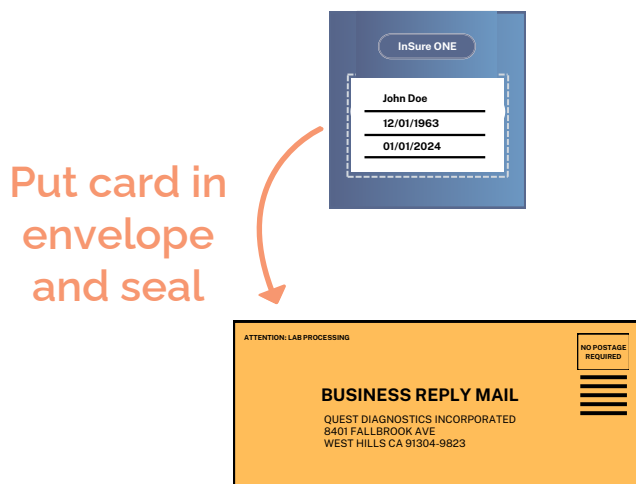 InSure ONE
John Doe
12/01/1963
01/01/2024
Put card in
envelope
and seal
ATTENTION: LAB PROCESSING
NO POSTAGE
REQUIRED
BUSINESS REPLY MAIL
QUEST DIAGNOSTICS INCORPORATED
8401 FALLBROOK AVE
WEST HILLS CA 91304-9823